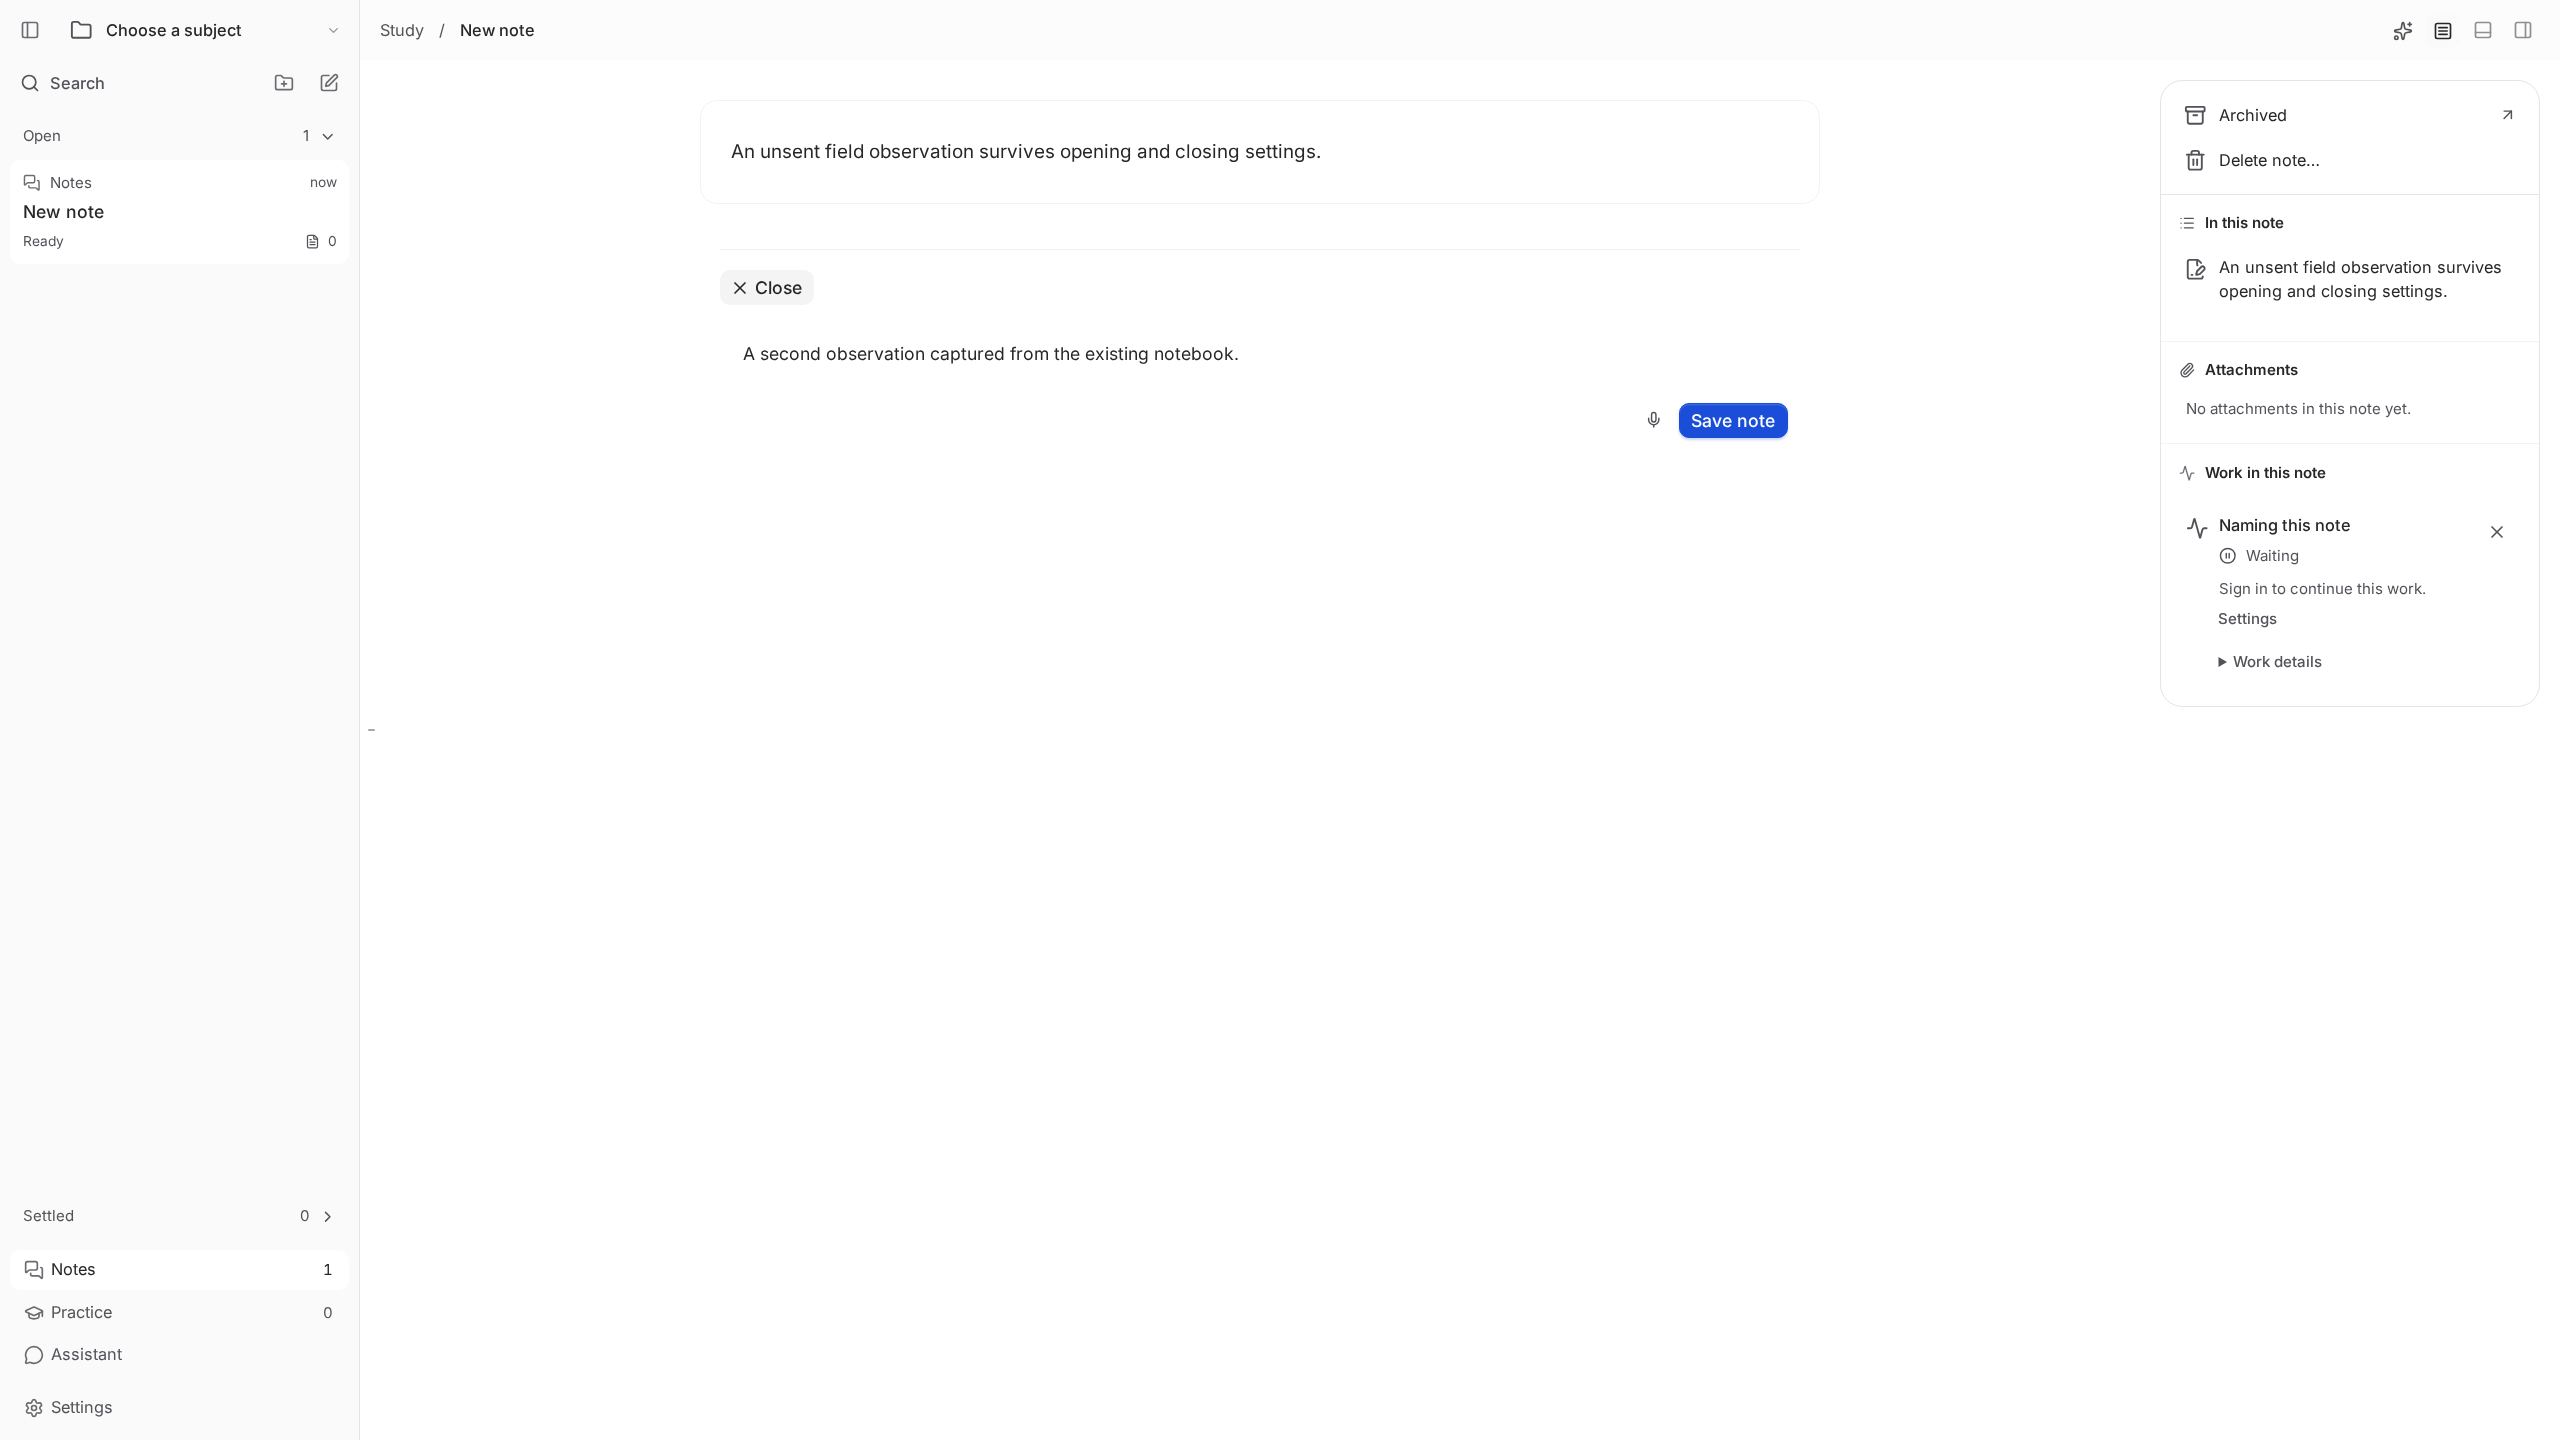 Choose a subject
Search
Open 1
Notes now
New note
Ready 0
Settled 0
Notes 1
Practice 0
Assistant
Settings
Study / New note
An unsent field observation survives opening and closing settings.
Close
A second observation captured from the existing notebook.
Save note
Archived
Delete note...
In this note
An unsent field observation survives
opening and closing settings.
Attachments
No attachments in this note yet.
Work in this note
Naming this note
Waiting
Sign in to continue this work.
Settings
Work details